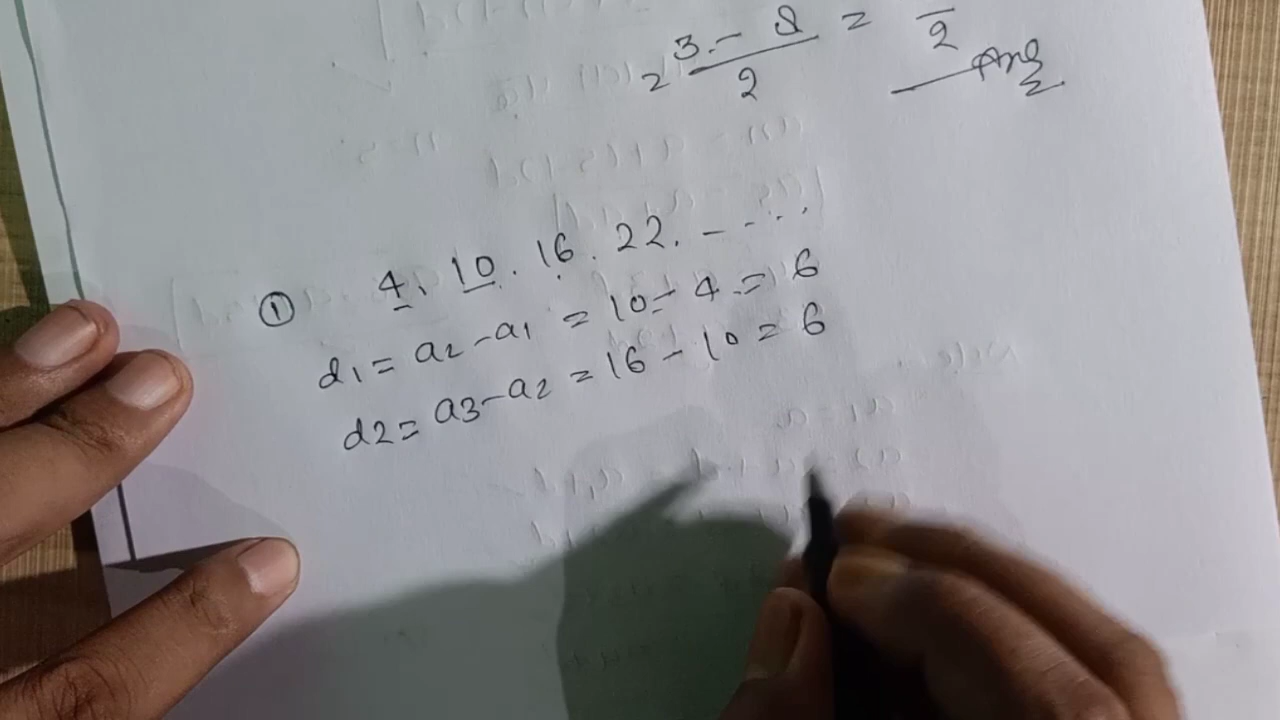 = 3 - 8 / 2 = — / 2 Ans
① 4, 10, 16, 22, - - - -
d1 = a2 - a1 = 10 - 4 = 6
d2 = a3 - a2 = 16 - 10 = 6